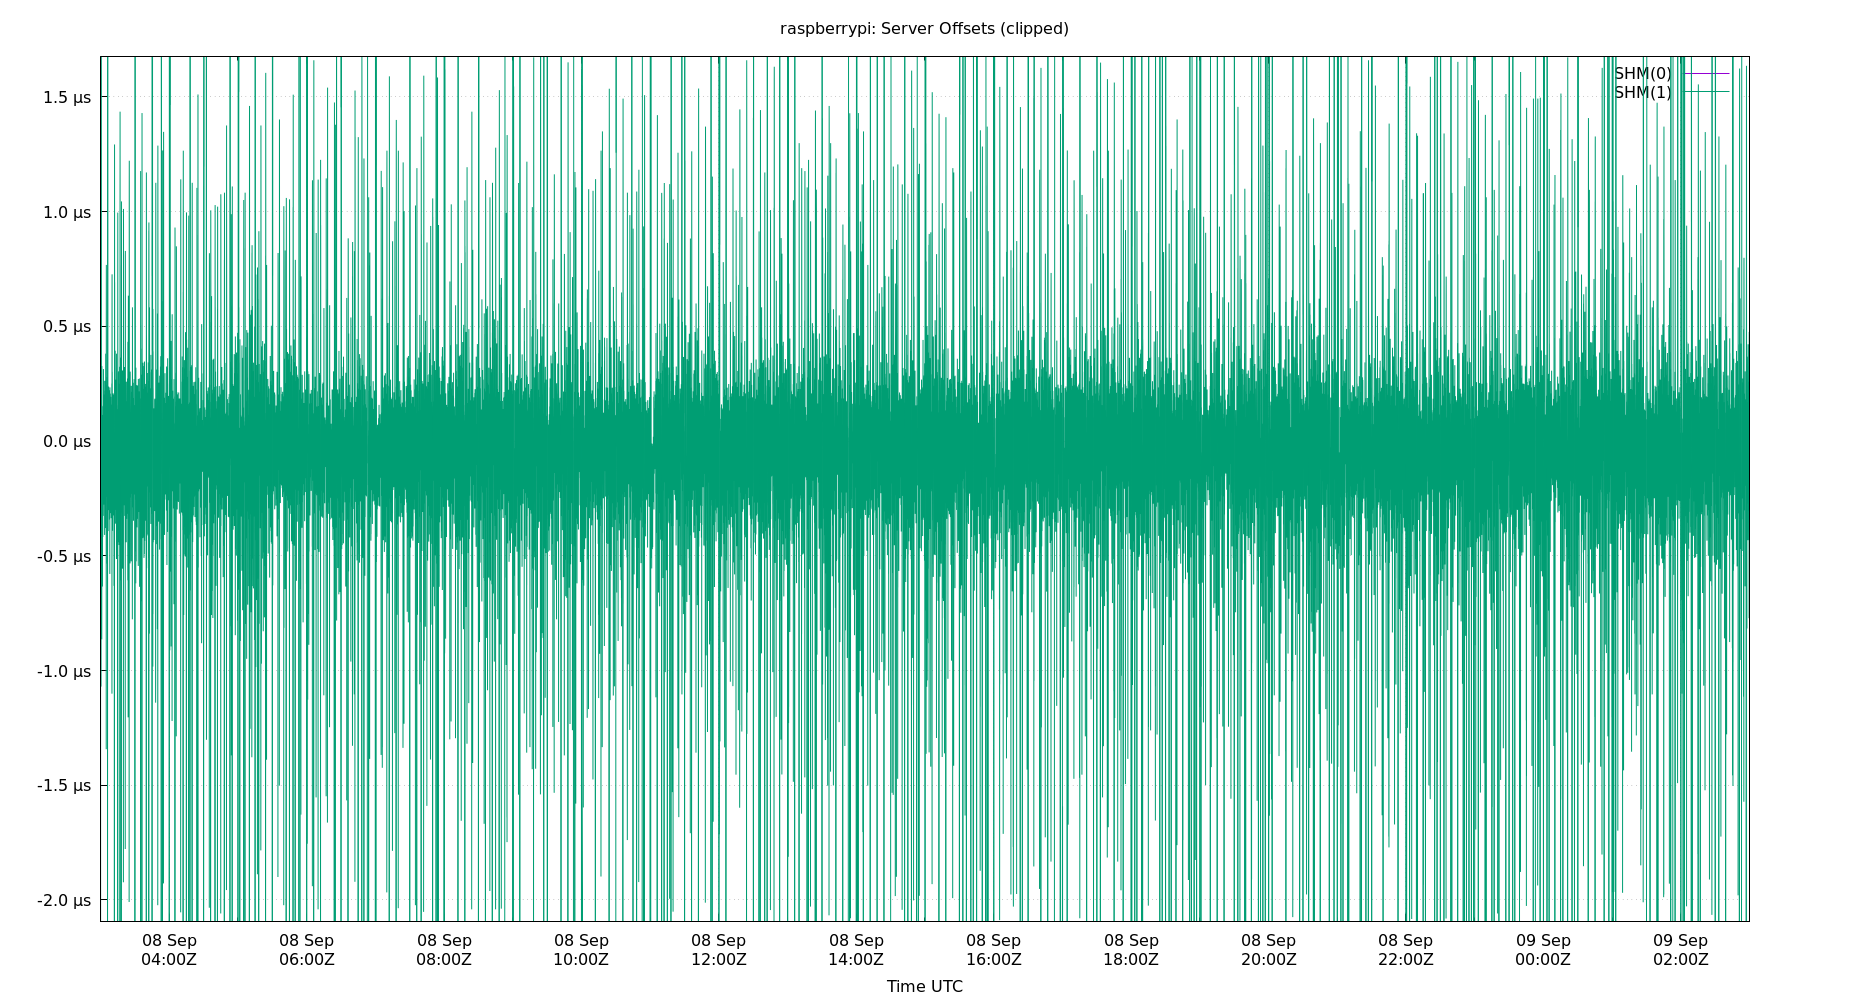 raspberrypi: Server Offsets (clipped)
SHM(0)
SHM(1)
1.5 µs
1.0 µs
0.5 µs
0.0 µs
-0.5 µs
-1.0 µs
-1.5 µs
-2.0 µs
08 Sep 08 Sep 08 Sep 08 Sep 08 Sep 08 Sep 08 Sep 08 Sep 08 Sep 08 Sep 09 Sep 09 Sep
04:00Z 06:00Z 08:00Z 10:00Z 12:00Z 14:00Z 16:00Z 18:00Z 20:00Z 22:00Z 00:00Z 02:00Z
Time UTC